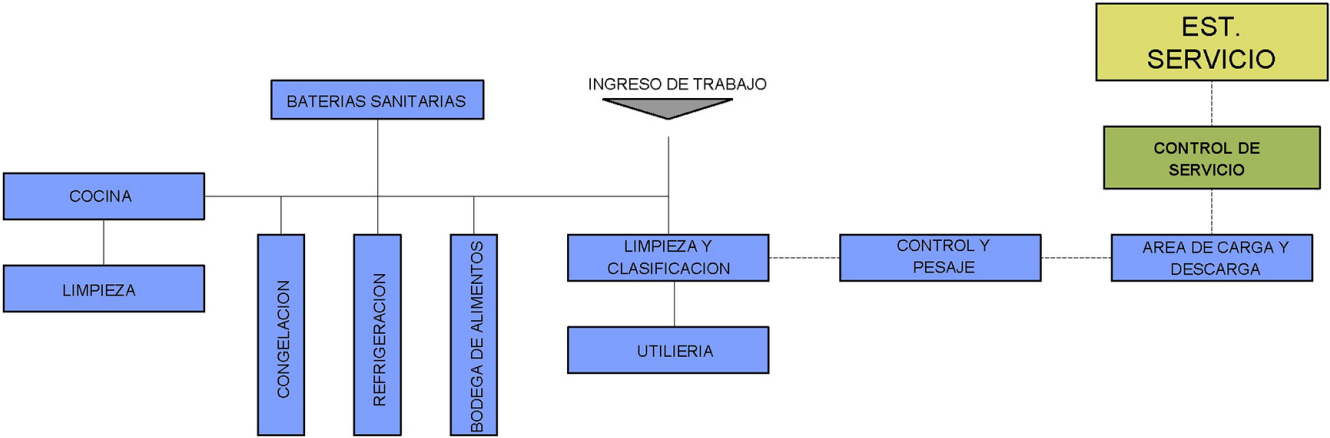 EST.
SERVICIO
INGRESO DE TRABAJO
BATERIAS SANITARIAS
CONTROL DE
SERVICIO
COCINA
LIMPIEZA Y
CLASIFICACION
CONTROL Y
PESAJE
AREA DE CARGA Y
DESCARGA
LIMPIEZA
CONGELACION
REFRIGERACION
BODEGA DE ALIMENTOS
UTILIERIA